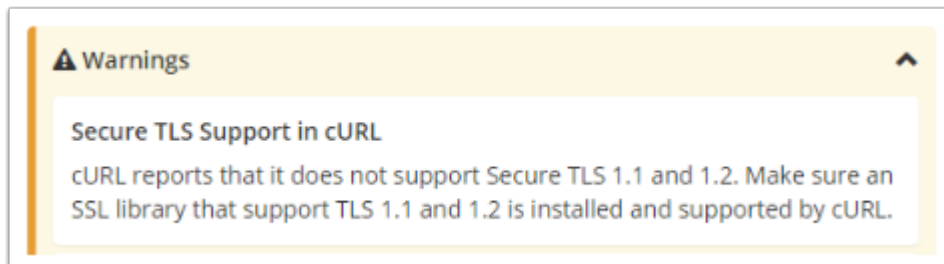 Warnings
Secure TLS Support in cURL
cURL reports that it does not support Secure TLS 1.1 and 1.2. Make sure an
SSL library that support TLS 1.1 and 1.2 is installed and supported by cURL.